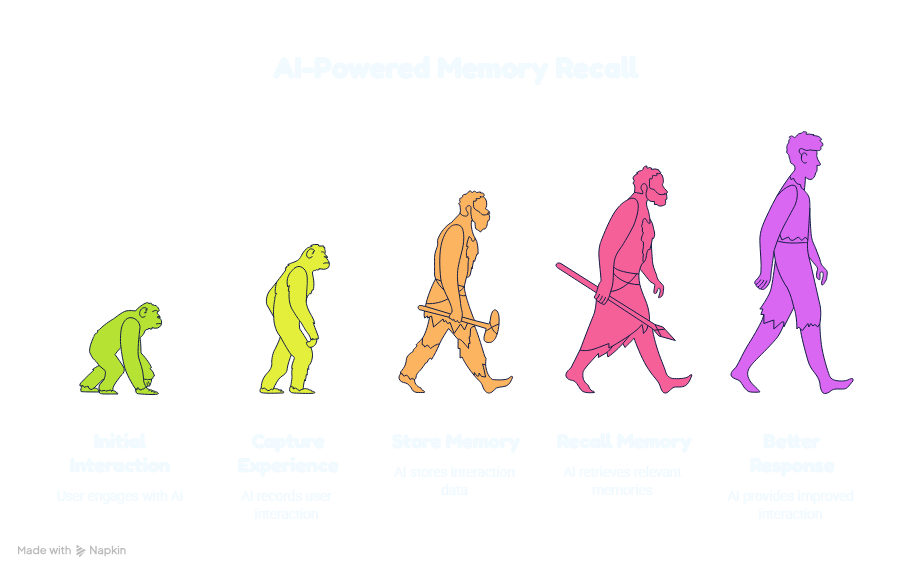 AI-Powered Memory Recall
Initial
Interaction
User engages with AI
Capture
Experience
AI records user
interaction
Store Memory
AI stores interaction
data
Recall Memory
AI retrieves relevant
memories
Better
Response
AI provides improved
interaction
Made with Napkin